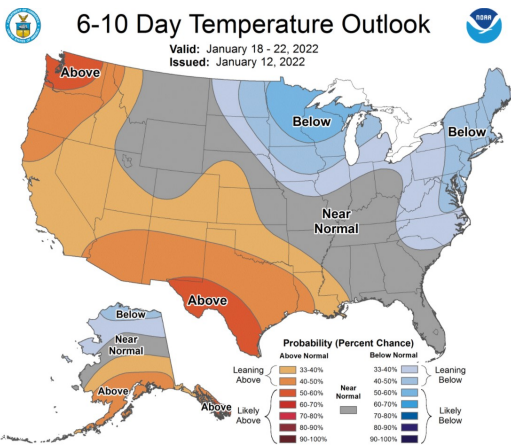 6-10 Day Temperature Outlook
NOAA
Valid: January 18 - 22, 2022
Issued: January 12, 2022
Above
Below
Below
Near
Normal
Above
Below
Near
Normal
Above
Above
Probability (Percent Chance)
Above Normal
Below Normal
Leaning
Above
33-40%
40-50%
Likely
Above
50-60%
60-70%
70-80%
80-90%
90-100%
Near
Normal
33-40%
40-50%
Leaning
Below
50-60%
60-70%
70-80%
80-90%
90-100%
Likely
Below